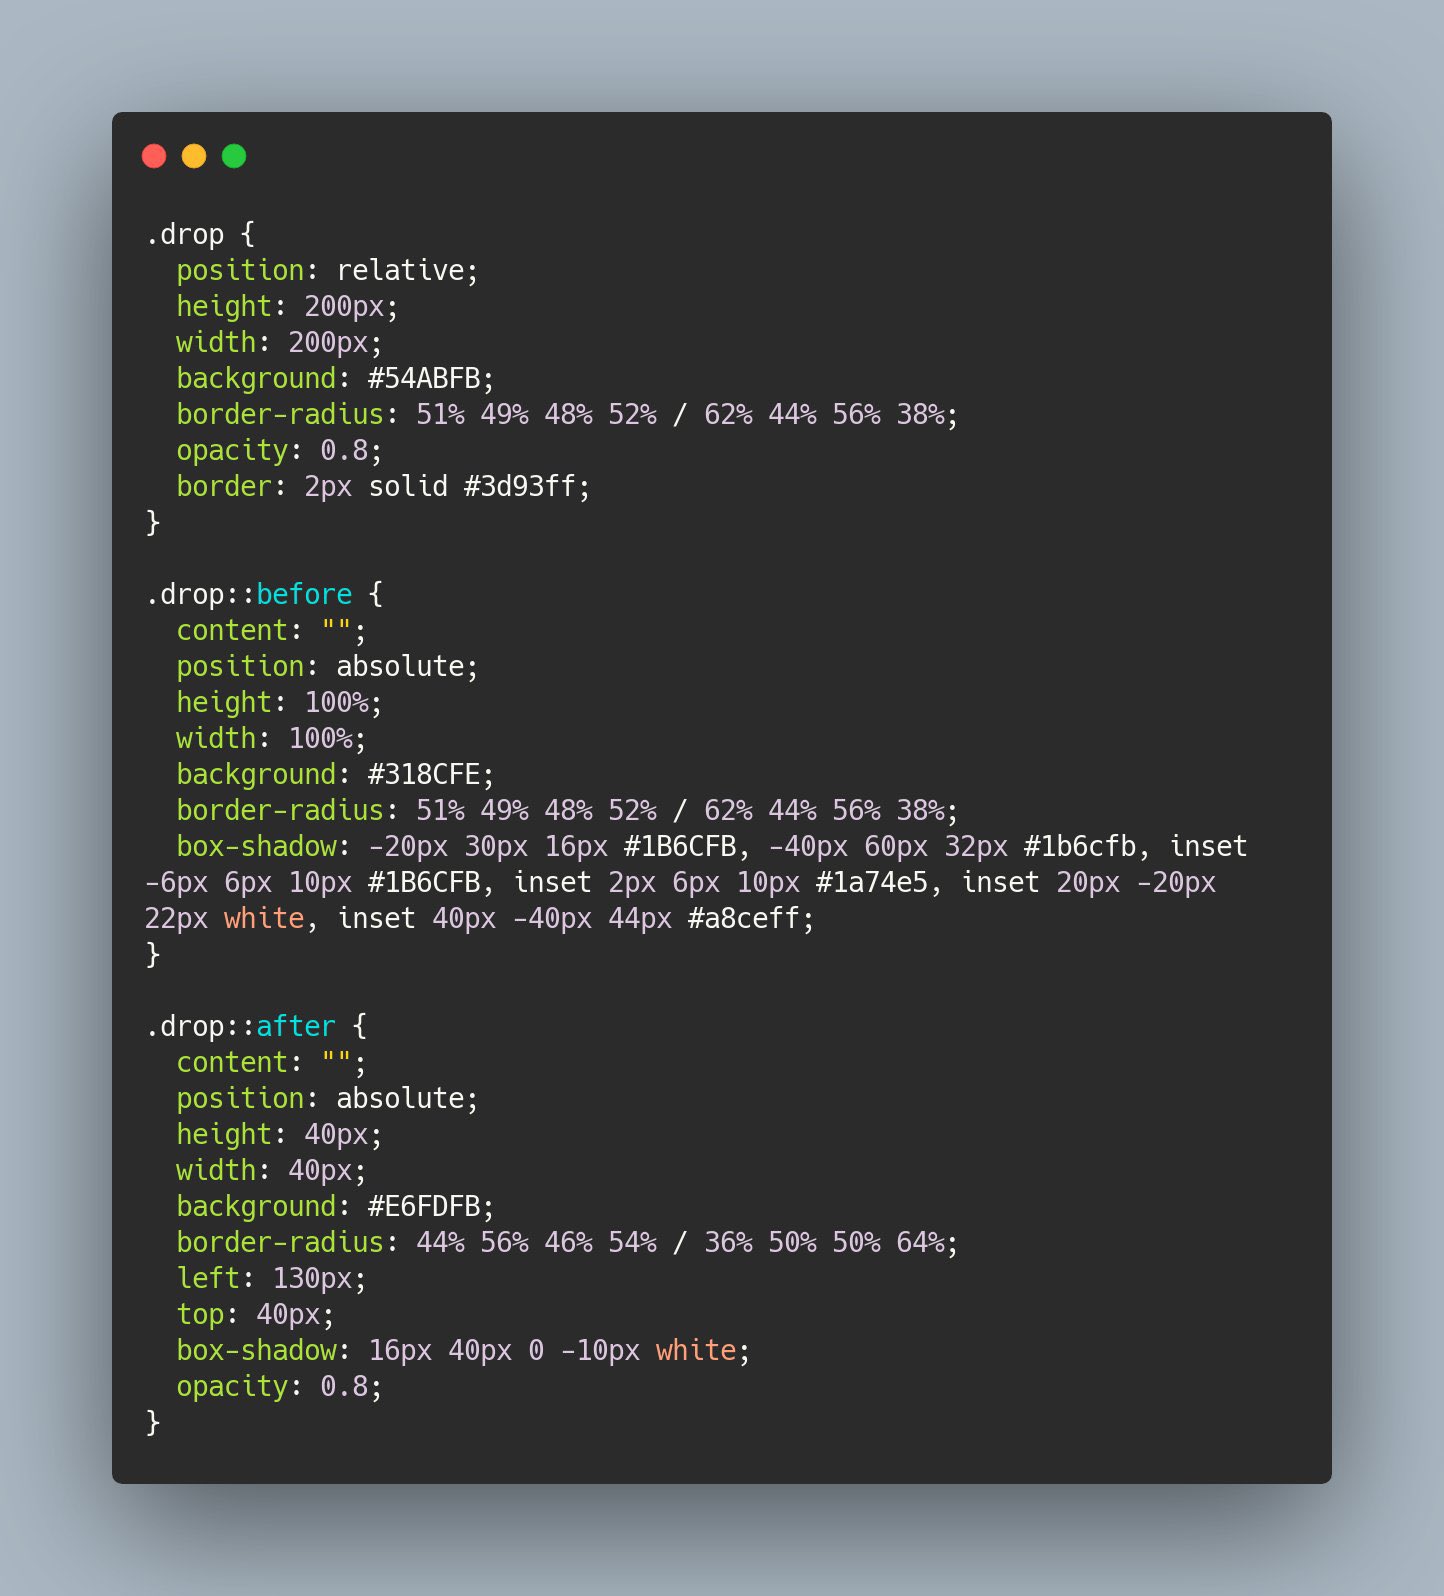 .drop {
  position: relative;
  height: 200px;
  width: 200px;
  background: #54ABFB;
  border-radius: 51% 49% 48% 52% / 62% 44% 56% 38%;
  opacity: 0.8;
  border: 2px solid #3d93ff;
}

.drop::before {
  content: "";
  position: absolute;
  height: 100%;
  width: 100%;
  background: #318CFE;
  border-radius: 51% 49% 48% 52% / 62% 44% 56% 38%;
  box-shadow: -20px 30px 16px #1B6CFB, -40px 60px 32px #1b6cfb, inset
-6px 6px 10px #1B6CFB, inset 2px 6px 10px #1a74e5, inset 20px -20px
22px white, inset 40px -40px 44px #a8ceff;
}

.drop::after {
  content: "";
  position: absolute;
  height: 40px;
  width: 40px;
  background: #E6FDFB;
  border-radius: 44% 56% 46% 54% / 36% 50% 50% 64%;
  left: 130px;
  top: 40px;
  box-shadow: 16px 40px 0 -10px white;
  opacity: 0.8;
}